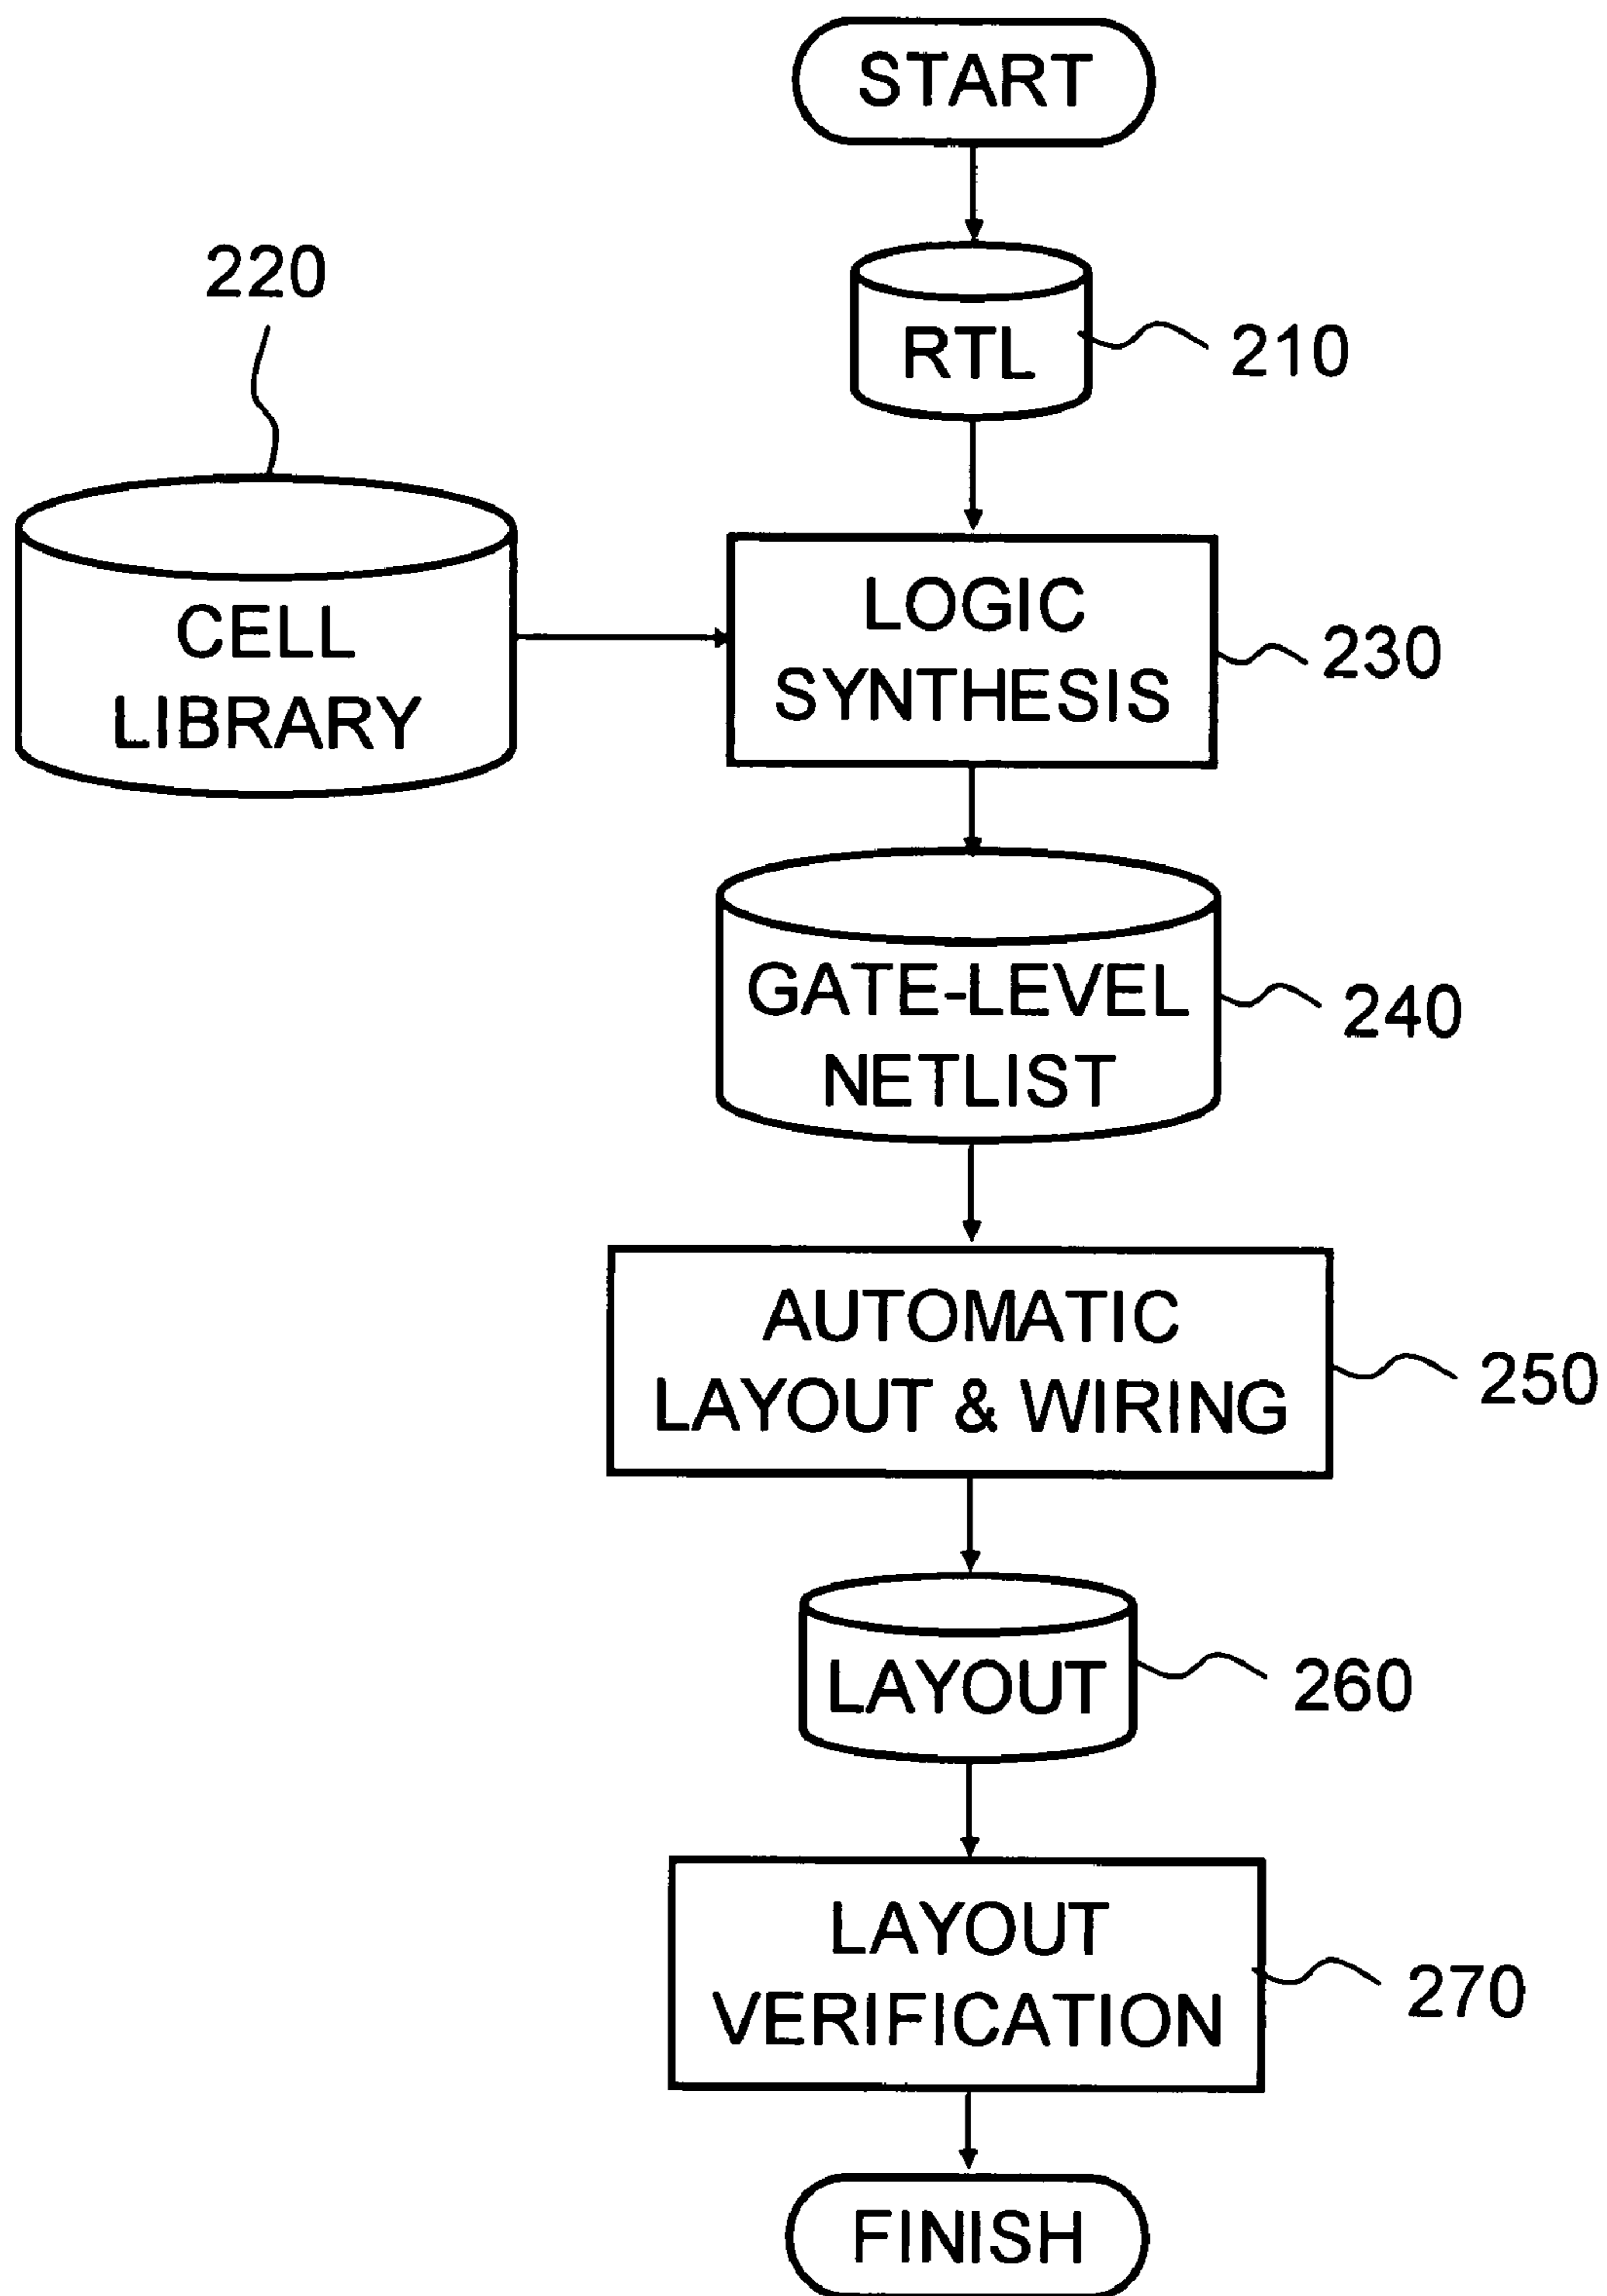 START
220
RTL
210
CELL
LIBRARY
LOGIC
SYNTHESIS
230
GATE-LEVEL
NETLIST
240
AUTOMATIC
LAYOUT & WIRING
250
LAYOUT
260
LAYOUT
VERIFICATION
270
FINISH